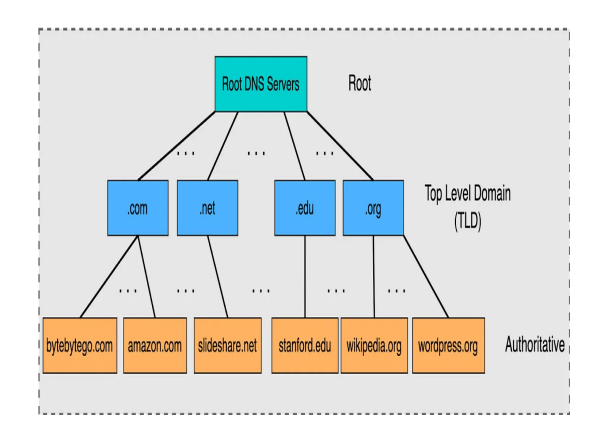 Root DNS Servers
Root
. . .
. . .
. . .
.com
.net
.edu
.org
Top Level Domain
(TLD)
. . .
. . .
. . .
. . .
. . .
bytebytego.com
amazon.com
slideshare.net
stanford.edu
wikipedia.org
wordpress.org
Authoritative